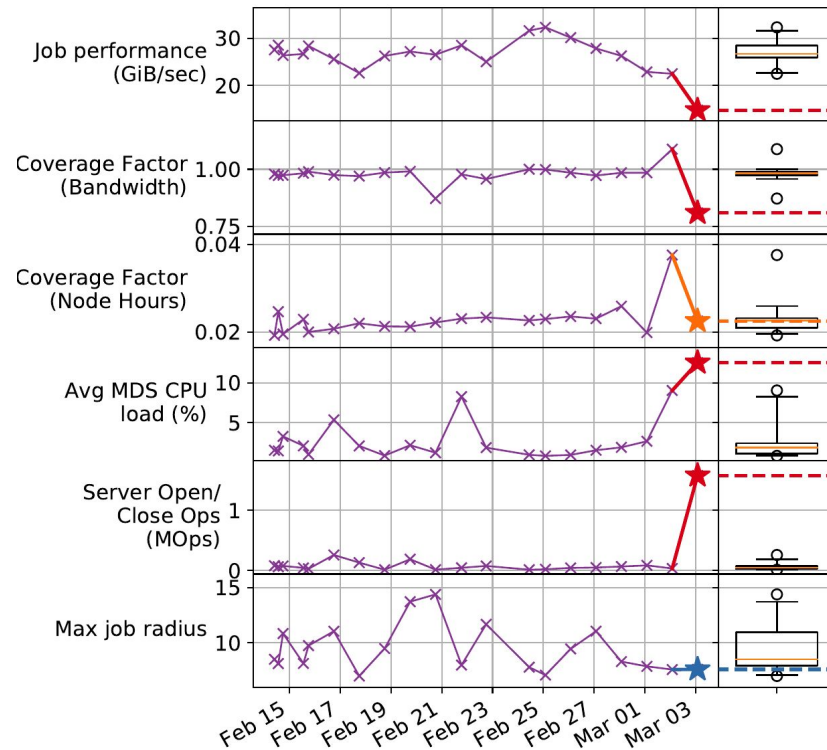 Job performance
(GiB/sec)
30
20
Coverage Factor
(Bandwidth)
1.00
0.75
Coverage Factor
(Node Hours)
0.04
0.02
Avg MDS CPU
load (%)
10
5
Server Open/
Close Ops
(MOps)
1
0
Max job radius
15
10
Feb 15
Feb 17
Feb 19
Feb 21
Feb 23
Feb 25
Feb 27
Mar 01
Mar 03